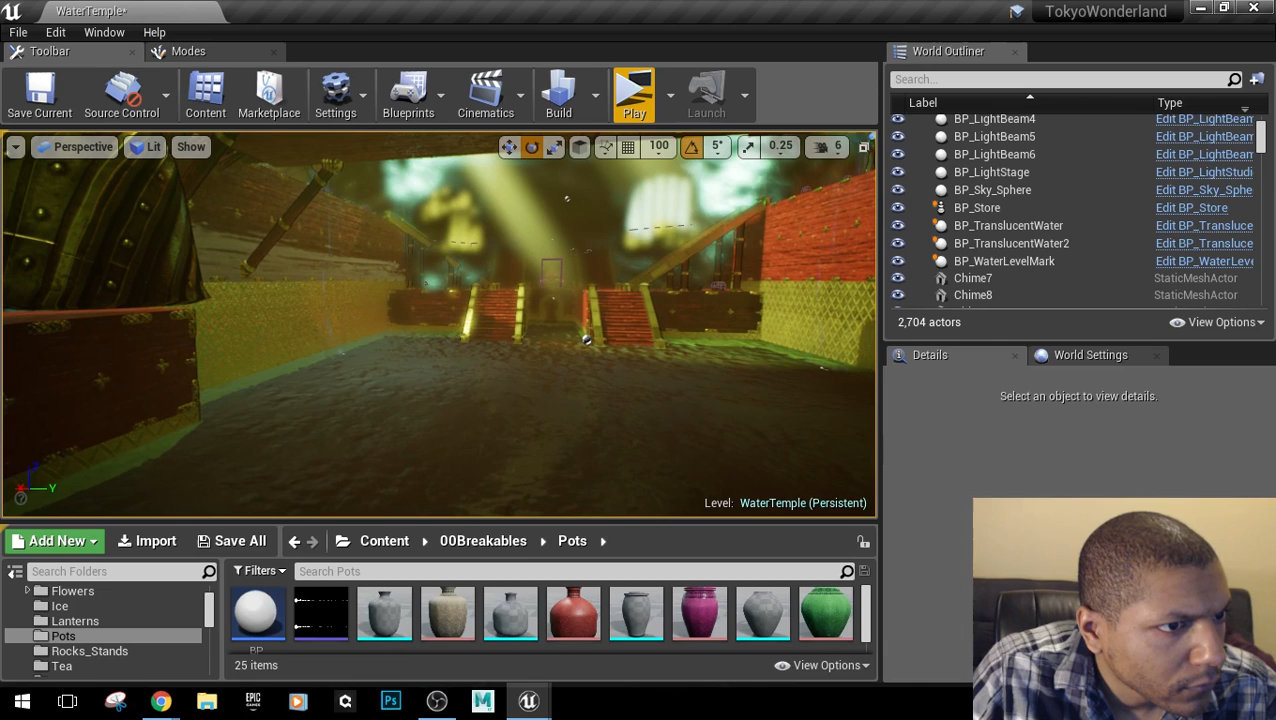 WaterTemple*
TokyoWonderland
File Edit Window Help
Toolbar
Modes
Save Current
Source Control
Content
Marketplace
Settings
Blueprints
Cinematics
Build
Play
Launch
Perspective
Lit
Show
100
5°
0.25
6
Level: WaterTemple (Persistent)
World Outliner
Search...
Label
Type
BP_LightBeam4 Edit BP_LightBeam
BP_LightBeam5 Edit BP_LightBeam
BP_LightBeam6 Edit BP_LightBeam
BP_LightStage Edit BP_LightStudi
BP_Sky_Sphere Edit BP_Sky_Sphe
BP_Store Edit BP_Store
BP_TranslucentWater Edit BP_Transluce
BP_TranslucentWater2 Edit BP_Transluce
BP_WaterLevelMark Edit BP_WaterLeve
Chime7 StaticMeshActor
Chime8 StaticMeshActor
2,704 actors
View Options
Details
World Settings
Select an object to view details.
Add New
Import
Save All
Content
00Breakables
Pots
Search Folders
Filters
Search Pots
Flowers
Ice
Lanterns
Pots
Rocks_Stands
Tea
BP
25 items
View Options
X
Y
Z
EPIC
GAMES
Ps
M